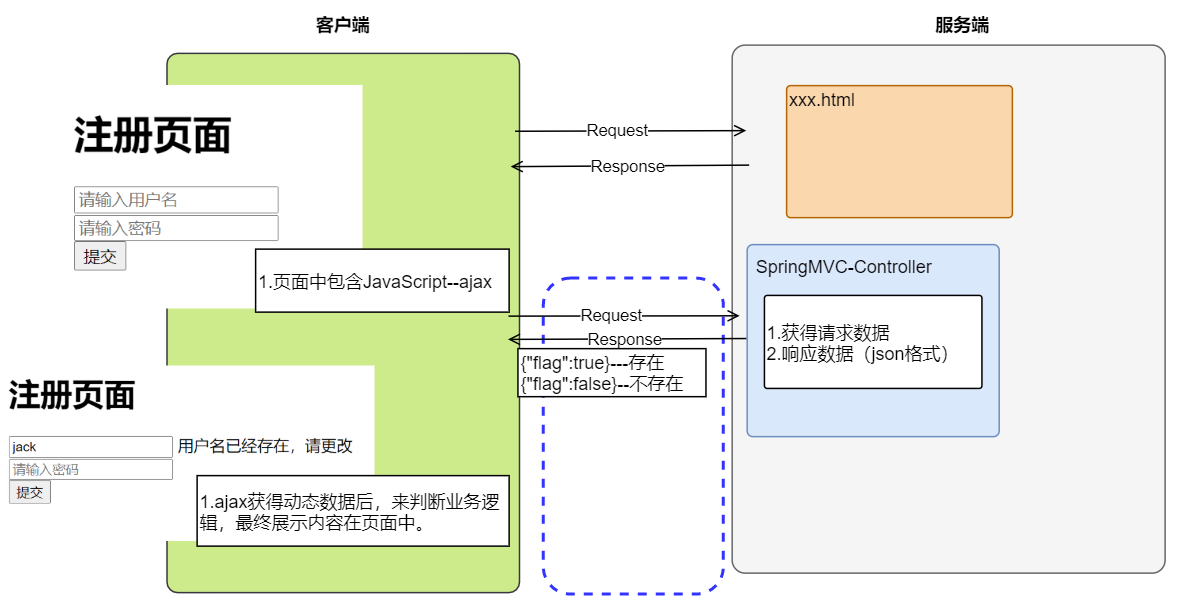 客户端
服务端
xxx.html
注册页面
Request
Response
请输入用户名
请输入密码
提交
1.页面中包含JavaScript--ajax
SpringMVC-Controller
1.获得请求数据
2.响应数据（json格式）
Request
Response
{"flag":true}---存在
{"flag":false}--不存在
注册页面
jack 用户名已经存在，请更改
请输入密码
提交
1.ajax获得动态数据后，来判断业务逻
辑，最终展示内容在页面中。